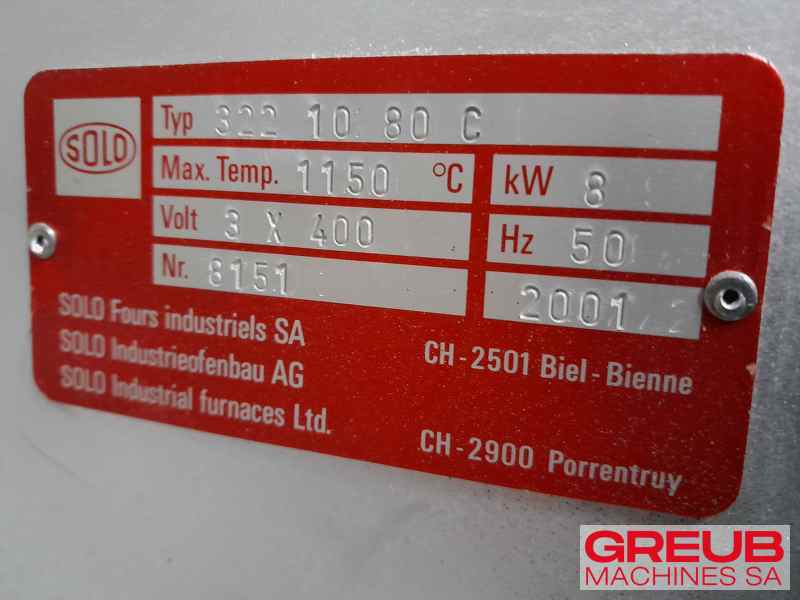 SOLO
Typ 322 10 80 C
Max. Temp. 1150 °C
kW 8
Volt 3 X 400
Hz 50
Nr. 8151
2001
SOLO Fours industriels SA
SOLO Industrieofenbau AG
SOLO Industrial furnaces Ltd.
CH-2501 Biel-Bienne
CH-2900 Porrentruy
GREUB
MACHINES SA